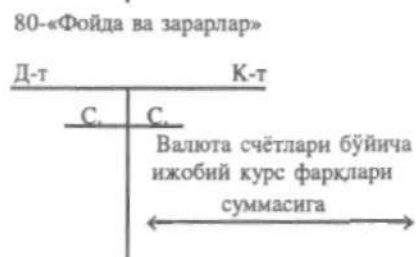 80-«Фойда ва зарарлар»
Д-т К-т
С. С.
Валюта счётлари бўйича
ижобий курс фарқлари
суммасига